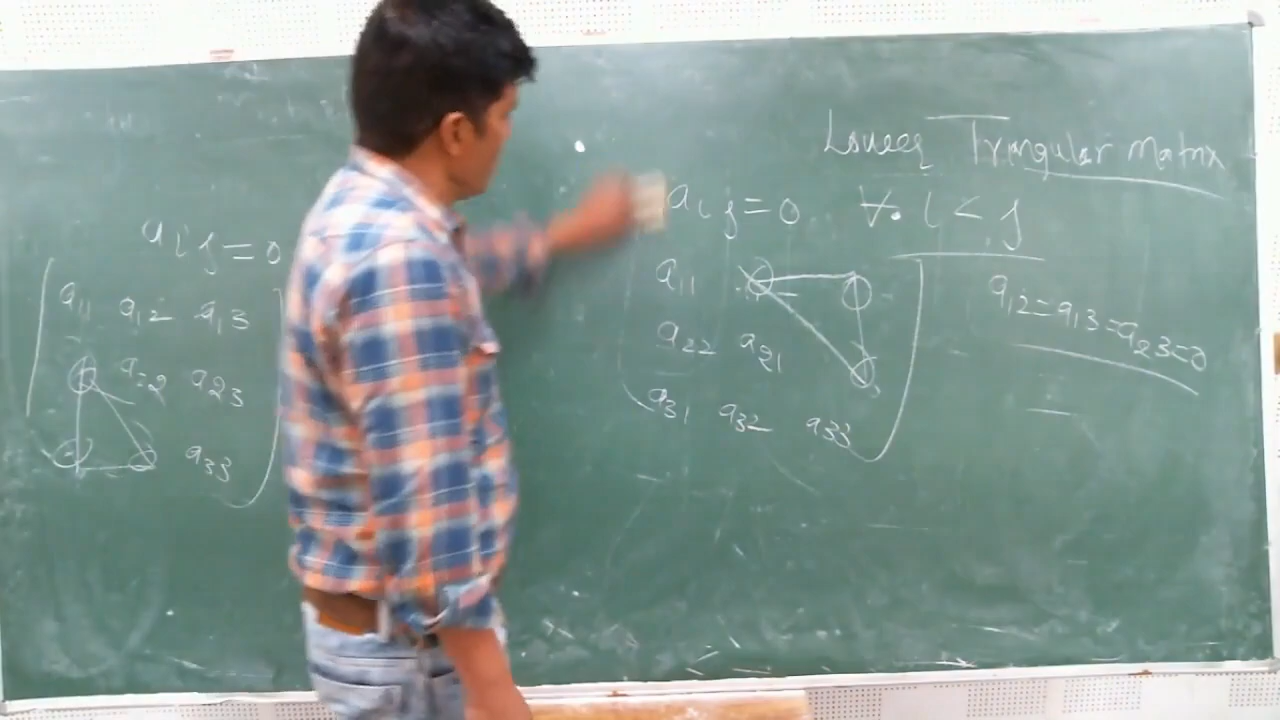 Lower Triangular Matrix
aij = 0 ∀. i < j
aij = 0
a11 a12 a13
a22 a23
a33
a11
a22 a21
a31 a32 a33
a12 = a13 = a23 = 0